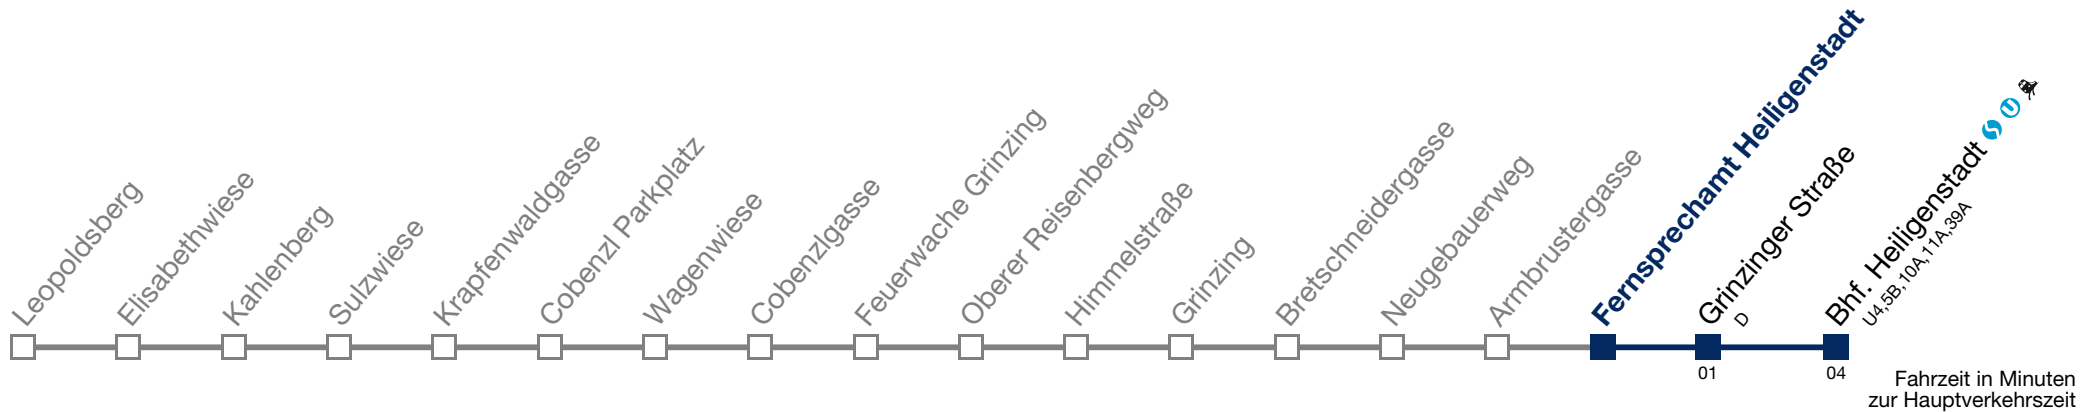 Leopoldsberg
Elisabethwiese
Kahlenberg
Sulzwiese
Krapfenwaldgasse
Cobenzl Parkplatz
Wagenwiese
Cobenzlgasse
Feuerwache Grinzing
Oberer Reisenbergweg
Himmelstraße
Grinzing
Bretschneidergasse
Neugebauerweg
Armbrustergasse
Fernsprechamt Heiligenstadt
Grinzinger Straße
D
Bhf. Heiligenstadt S U
U4,5B,10A,11A,39A
01
04
Fahrzeit in Minuten
zur Hauptverkehrszeit